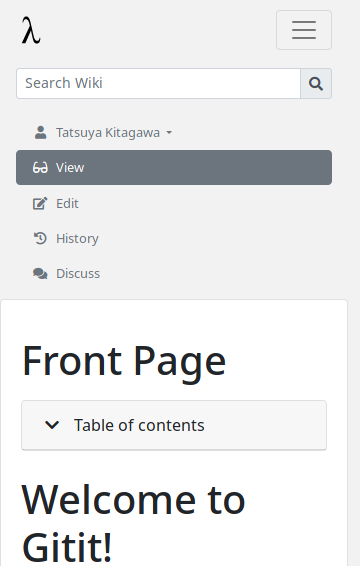 λ
Search Wiki
Tatsuya Kitagawa
View
Edit
History
Discuss
Front Page
Table of contents
Welcome to
Gitit!